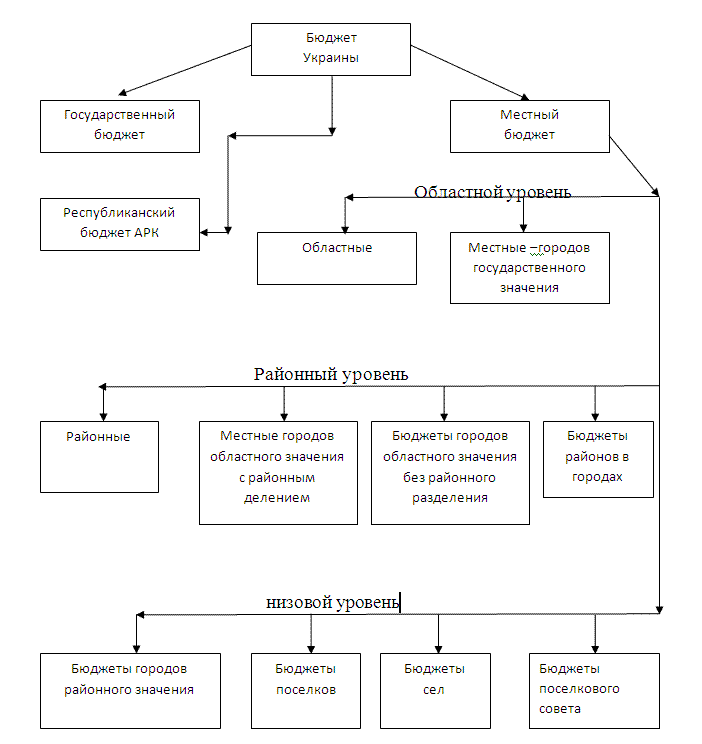 Бюджет
Украины
Государственный
бюджет
Местный
бюджет
Областной уровень
Республиканский
бюджет АРК
Областные
Местные –городов
государственного
значения
Районный уровень
Районные
Местные городов
областного значения
с районным
делением
Бюджеты городов
областного значения
без районного
разделения
Бюджеты
районов в
городах
низовой уровень
Бюджеты городов
районного значения
Бюджеты
поселков
Бюджеты
сел
Бюджеты
поселкового
совета